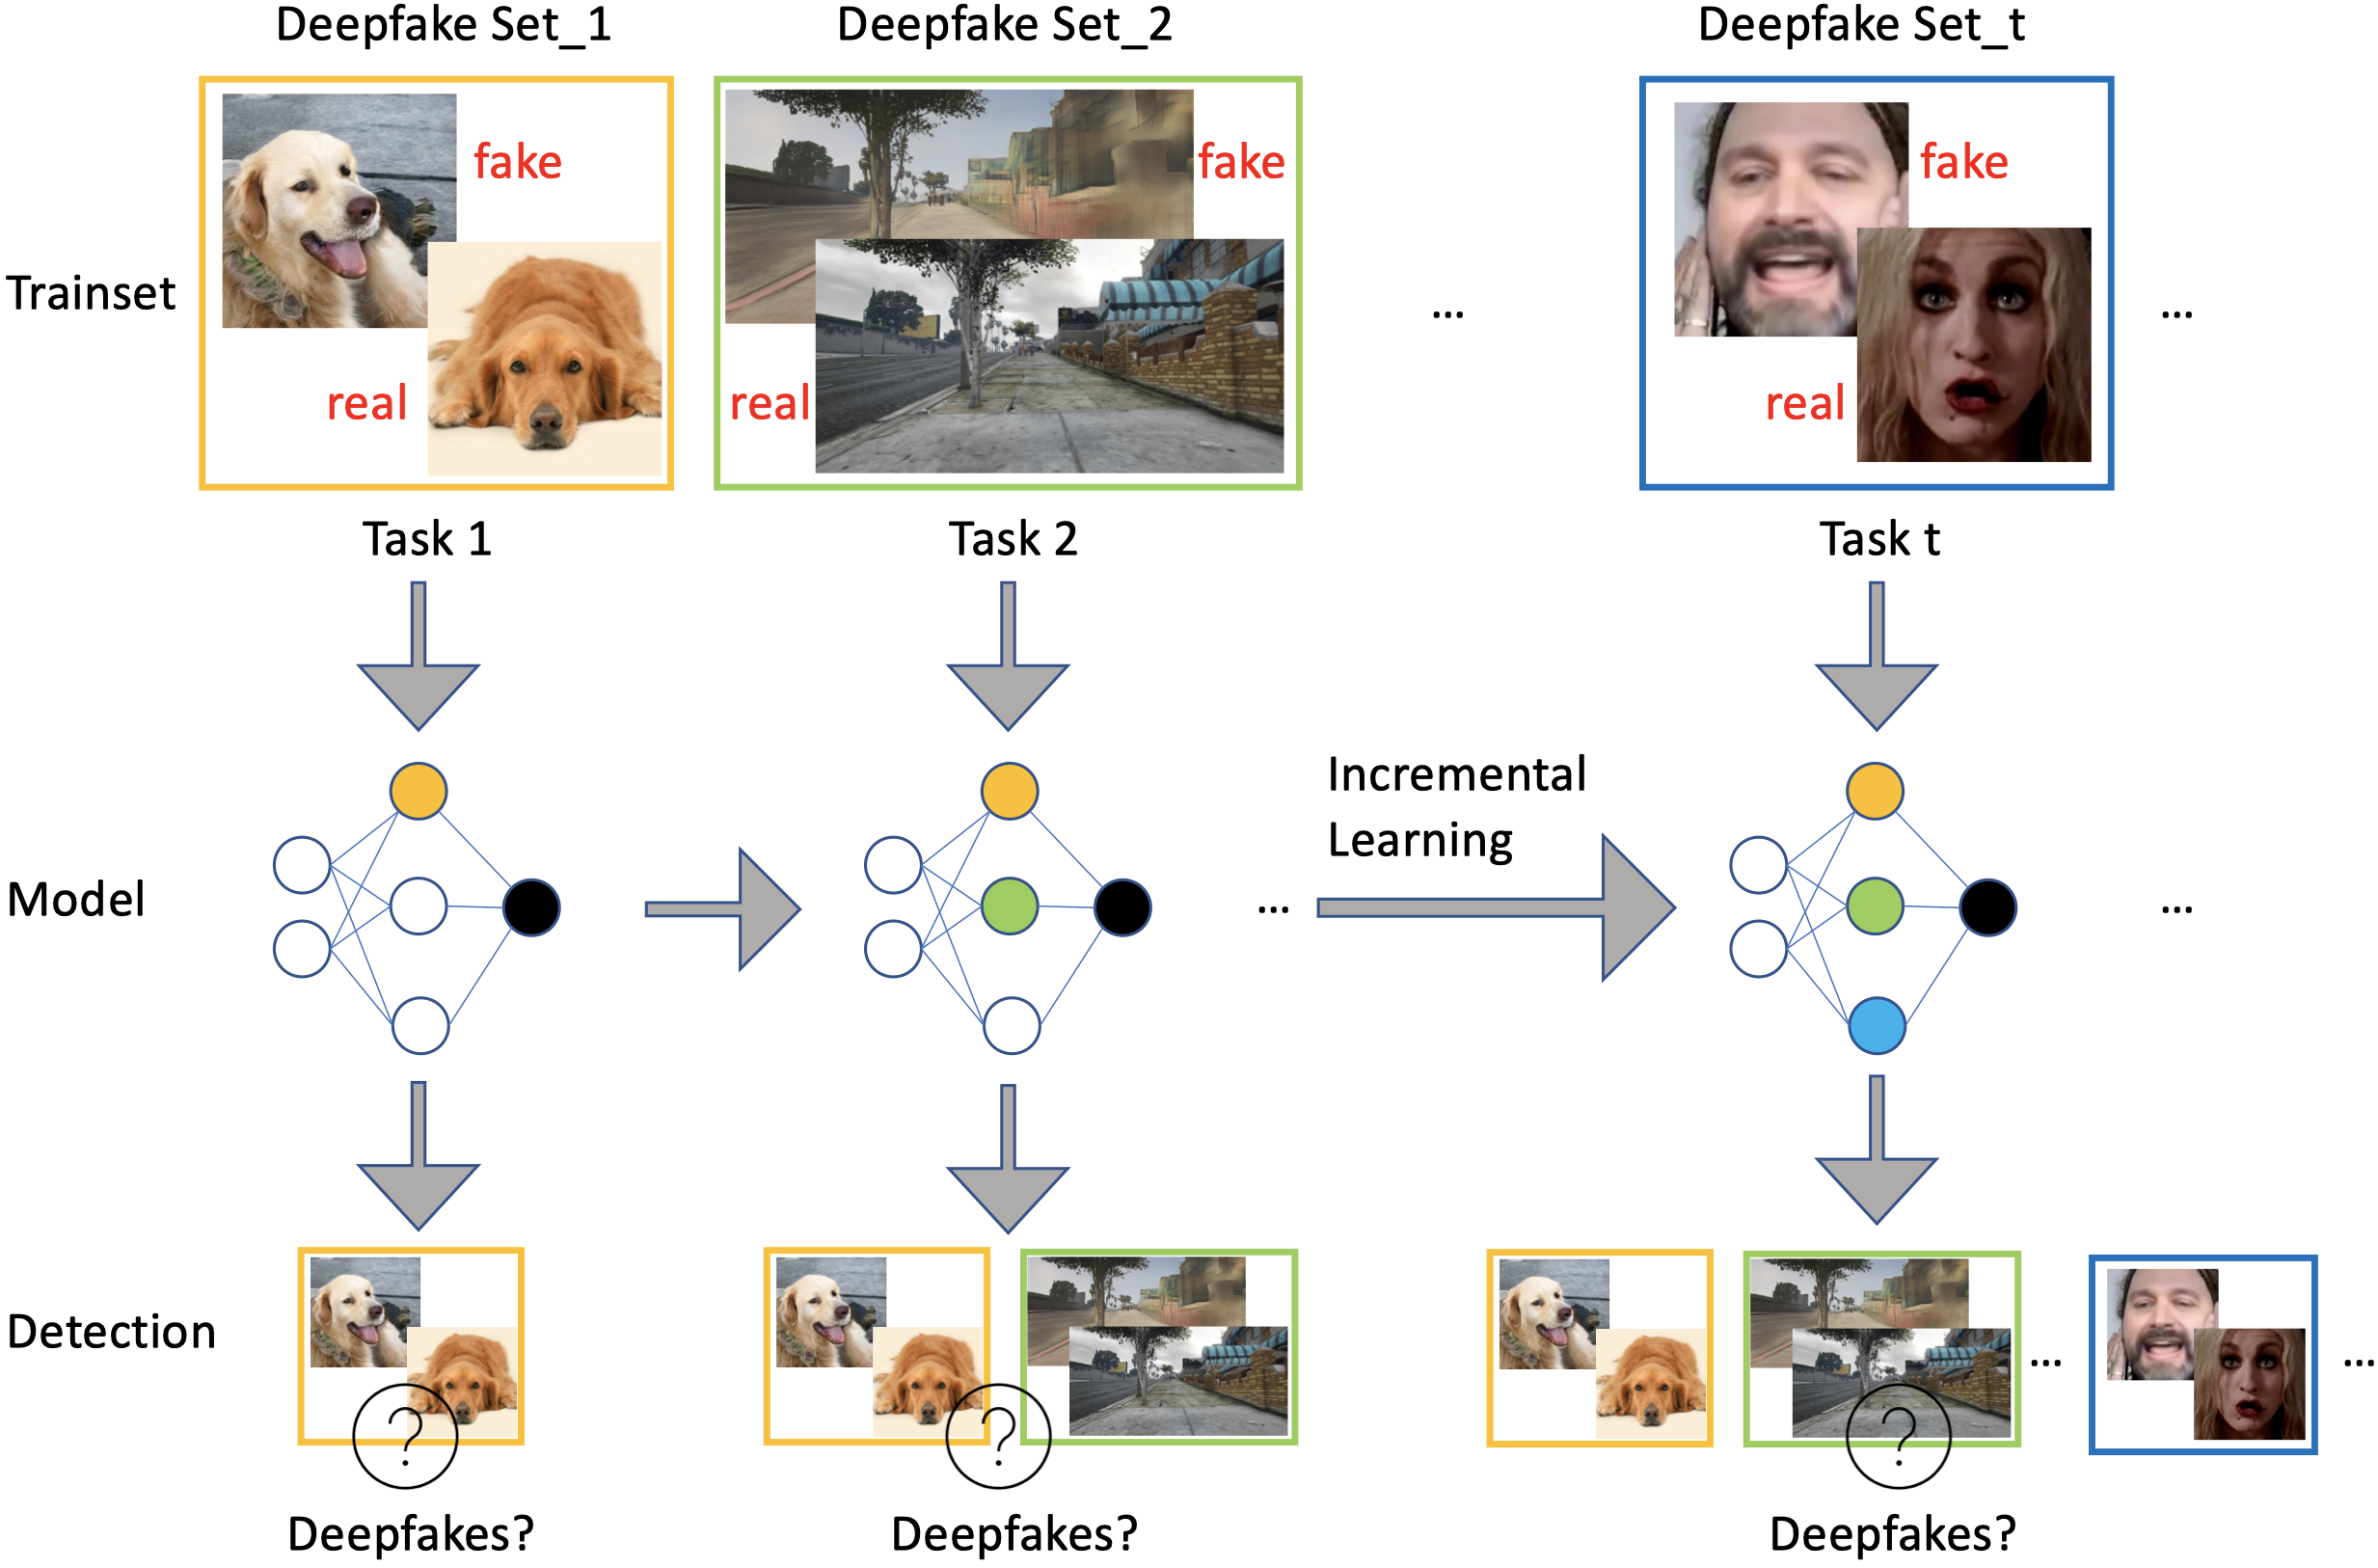 Deepfake Set_1
Deepfake Set_2
Deepfake Set_t
Trainset
fake
real
fake
real
...
fake
real
...
Task 1
Task 2
Task t
Model
...
Incremental
Learning
...
Detection
...
...
?
?
?
Deepfakes?
Deepfakes?
Deepfakes?